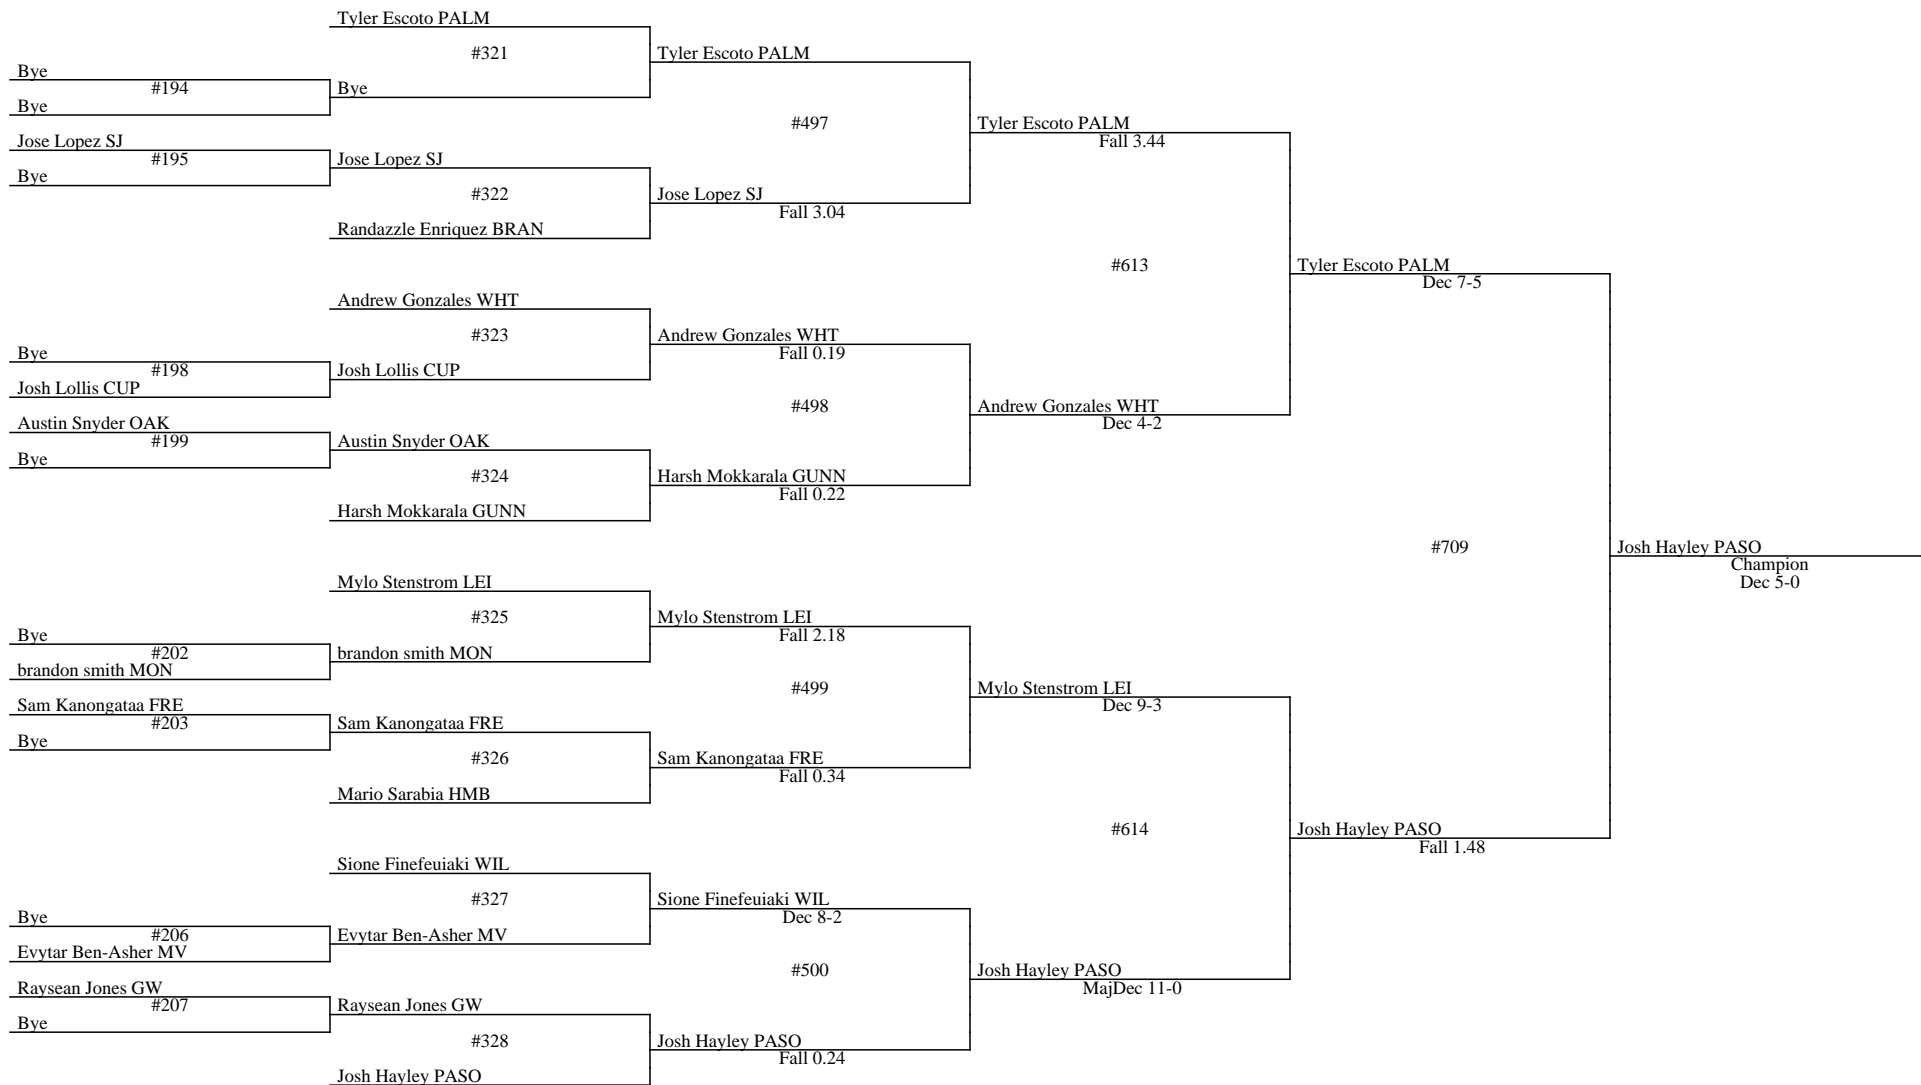 Tyler Escoto PALM
#321
Tyler Escoto PALM
Bye
#194
Bye
Bye
#497
Tyler Escoto PALM
Fall 3.44
Jose Lopez SJ
#195
Jose Lopez SJ
Bye
#322
Jose Lopez SJ
Fall 3.04
Randazzle Enriquez BRAN
#613
Tyler Escoto PALM
Dec 7-5
Andrew Gonzales WHT
#323
Andrew Gonzales WHT
Fall 0.19
Bye
#198
Josh Lollis CUP
Josh Lollis CUP
#498
Andrew Gonzales WHT
Dec 4-2
Austin Snyder OAK
#199
Austin Snyder OAK
Bye
#324
Harsh Mokkarala GUNN
Fall 0.22
Harsh Mokkarala GUNN
#709
Josh Hayley PASO
Champion
Dec 5-0
Mylo Stenstrom LEI
#325
Mylo Stenstrom LEI
Fall 2.18
Bye
#202
brandon smith MON
brandon smith MON
#499
Mylo Stenstrom LEI
Dec 9-3
Sam Kanongataa FRE
#203
Sam Kanongataa FRE
Bye
#326
Sam Kanongataa FRE
Fall 0.34
Mario Sarabia HMB
#614
Josh Hayley PASO
Fall 1.48
Sione Finefeuiaki WIL
#327
Sione Finefeuiaki WIL
Dec 8-2
Bye
#206
Evytar Ben-Asher MV
Evytar Ben-Asher MV
#500
Josh Hayley PASO
MajDec 11-0
Raysean Jones GW
#207
Raysean Jones GW
Bye
#328
Josh Hayley PASO
Fall 0.24
Josh Hayley PASO